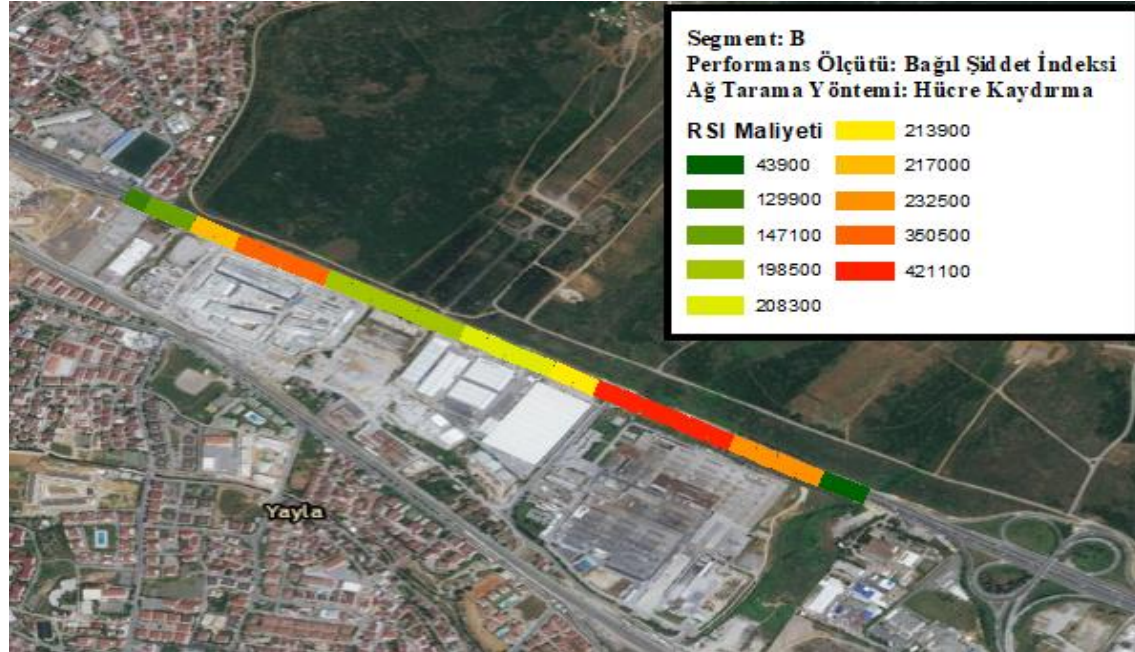 Segment: B
Performans Ölçütü: Bağıl Şiddet İndeksi
Ağ Tarama Yöntemi: Hücre Kaydırma
RSI Maliyeti
43900
129900
147100
198500
208300
213900
217000
232500
350500
421100
Yayla